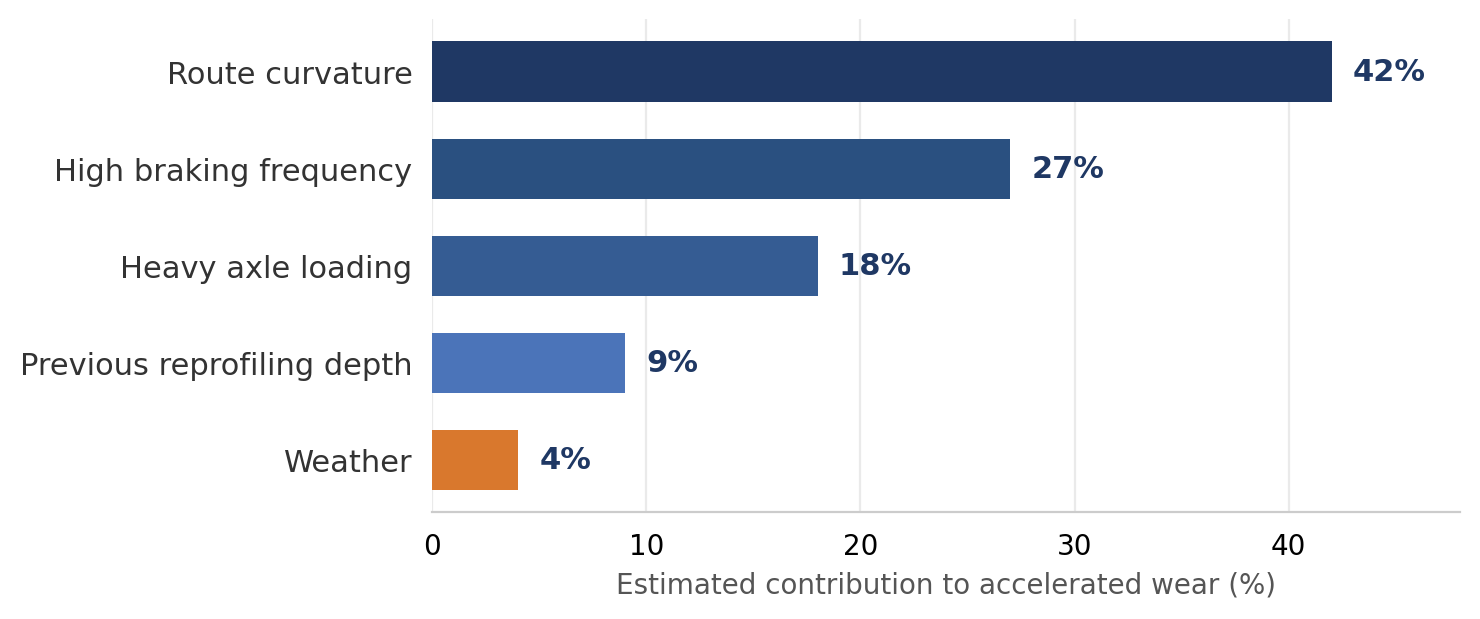 Route curvature 42%
High braking frequency 27%
Heavy axle loading 18%
Previous reprofiling depth 9%
Weather 4%
0 10 20 30 40
Estimated contribution to accelerated wear (%)